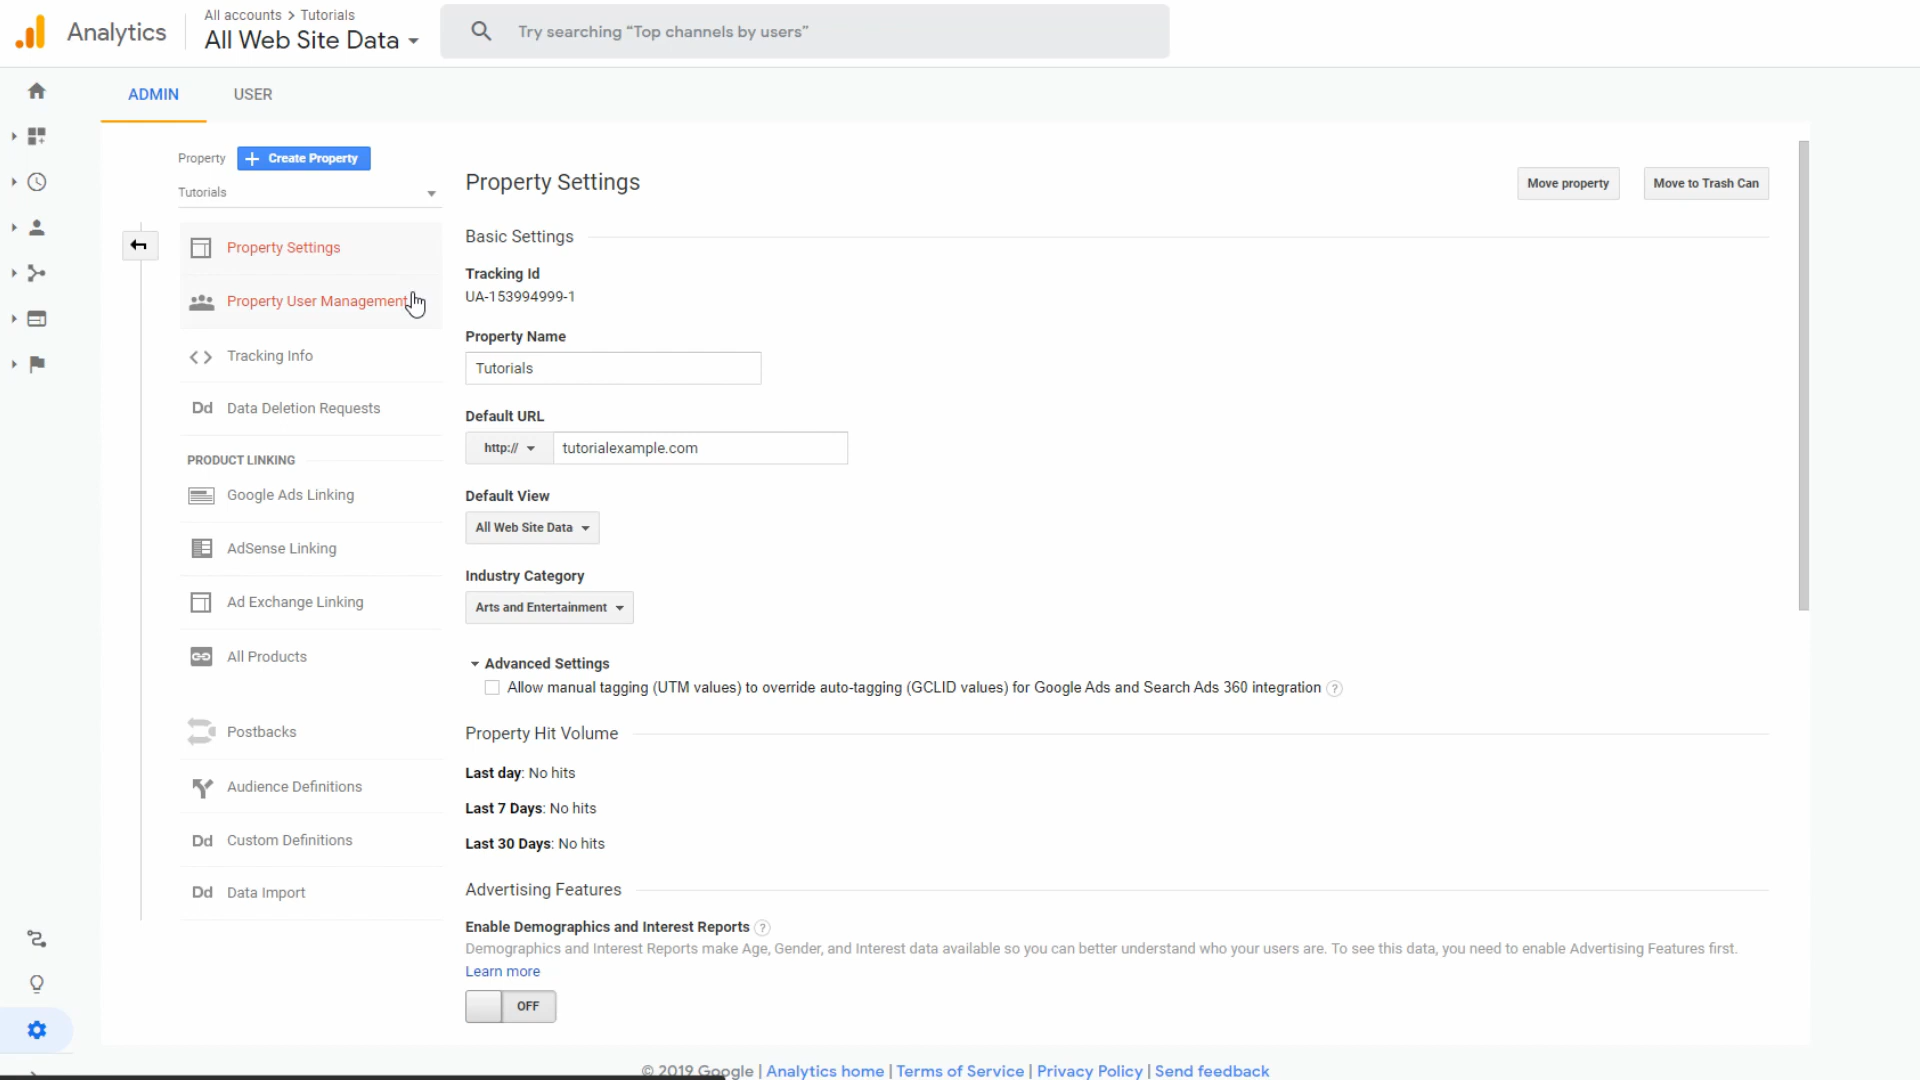 Analytics
All accounts > Tutorials
All Web Site Data
Try searching “Top channels by users”
ADMIN
USER
Property
Create Property
Tutorials
Property Settings
Property User Management
Tracking Info
Dd Data Deletion Requests
PRODUCT LINKING
Google Ads Linking
AdSense Linking
Ad Exchange Linking
All Products
Postbacks
Audience Definitions
Dd Custom Definitions
Dd Data Import
Property Settings
Move property
Move to Trash Can
Basic Settings
Tracking Id
UA-153994999-1
Property Name
Tutorials
Default URL
http:// tutorialexample.com
Default View
All Web Site Data
Industry Category
Arts and Entertainment
Advanced Settings
Allow manual tagging (UTM values) to override auto-tagging (GCLID values) for Google Ads and Search Ads 360 integration ?
Property Hit Volume
Last day: No hits
Last 7 Days: No hits
Last 30 Days: No hits
Advertising Features
Enable Demographics and Interest Reports ?
Demographics and Interest Reports make Age, Gender, and Interest data available so you can better understand who your users are. To see this data, you need to enable Advertising Features first.
Learn more
OFF
© 2019 Google | Analytics home | Terms of Service | Privacy Policy | Send feedback